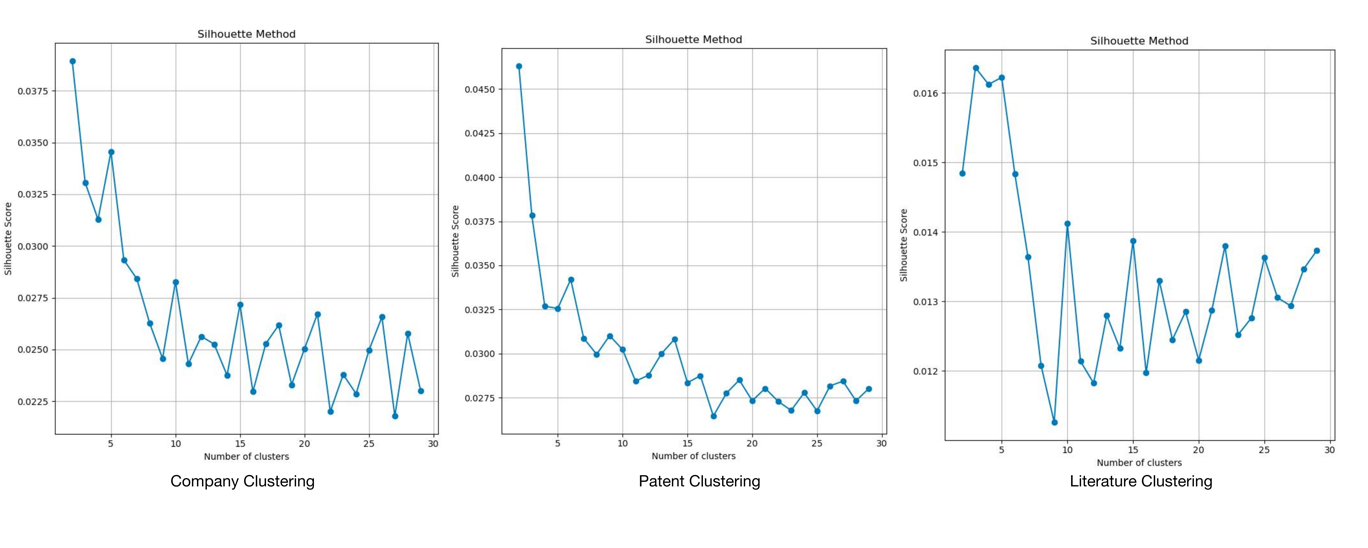 Silhouette Method
Silhouette Score
0.0375
0.0350
0.0325
0.0300
0.0275
0.0250
0.0225
5 10 15 20 25 30
Number of clusters
Company Clustering
Silhouette Method
Silhouette Score
0.0450
0.0425
0.0400
0.0375
0.0350
0.0325
0.0300
0.0275
5 10 15 20 25 30
Number of clusters
Patent Clustering
Silhouette Method
Silhouette Score
0.016
0.015
0.014
0.013
0.012
5 10 15 20 25 30
Number of clusters
Literature Clustering